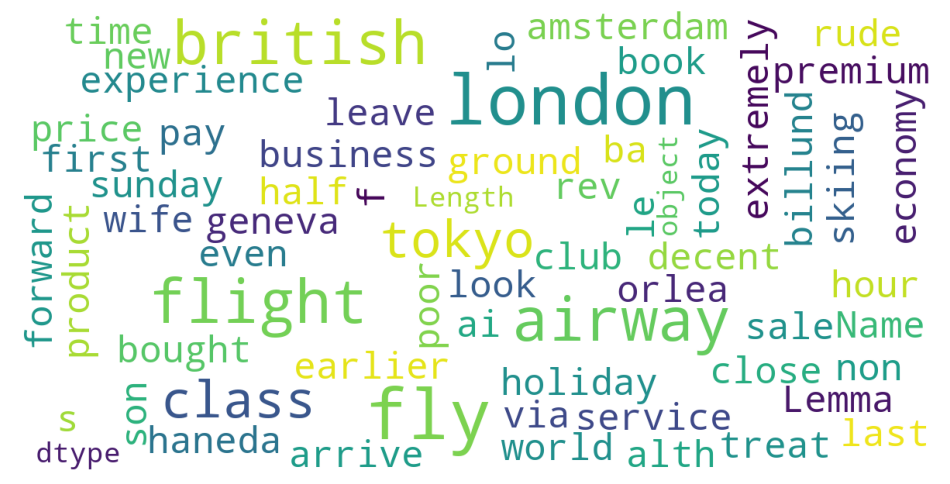 time
new
british
experience
lo
amsterdam
book
extremely
rude
premium
london
leave
price
pay
first
business
ground
ba
object
today
billund
skiing
economy
sunday
half
f
Length
rev
le
forward
product
wife
geneva
even
tokyo
club
decent
flight
poor
look
orlea
hour
ai
airway
sale
Name
bought
earlier
close
non
son
class
fly
holiday
Lemma
s
haneda
via
service
last
dtype
arrive
world
alth
treat